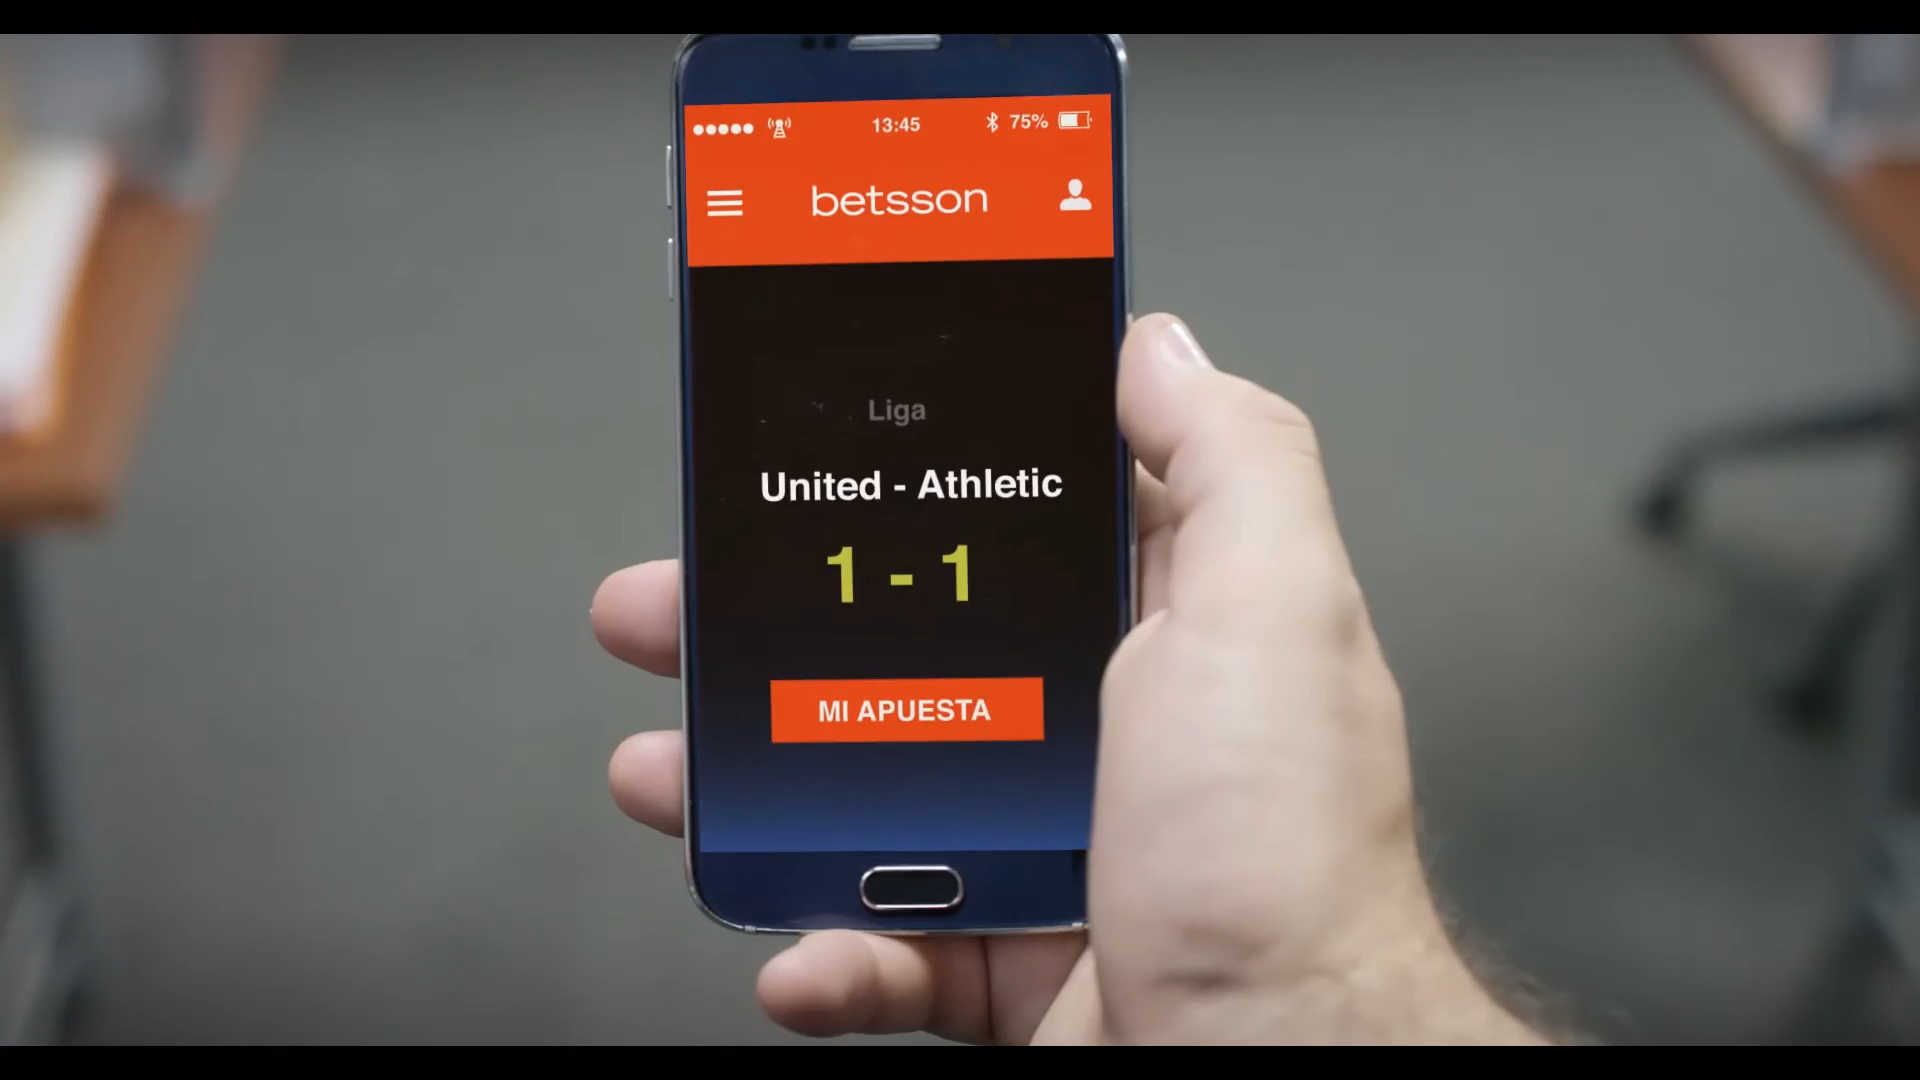 13:45 75%
betsson
Liga
United - Athletic
1 - 1
MI APUESTA